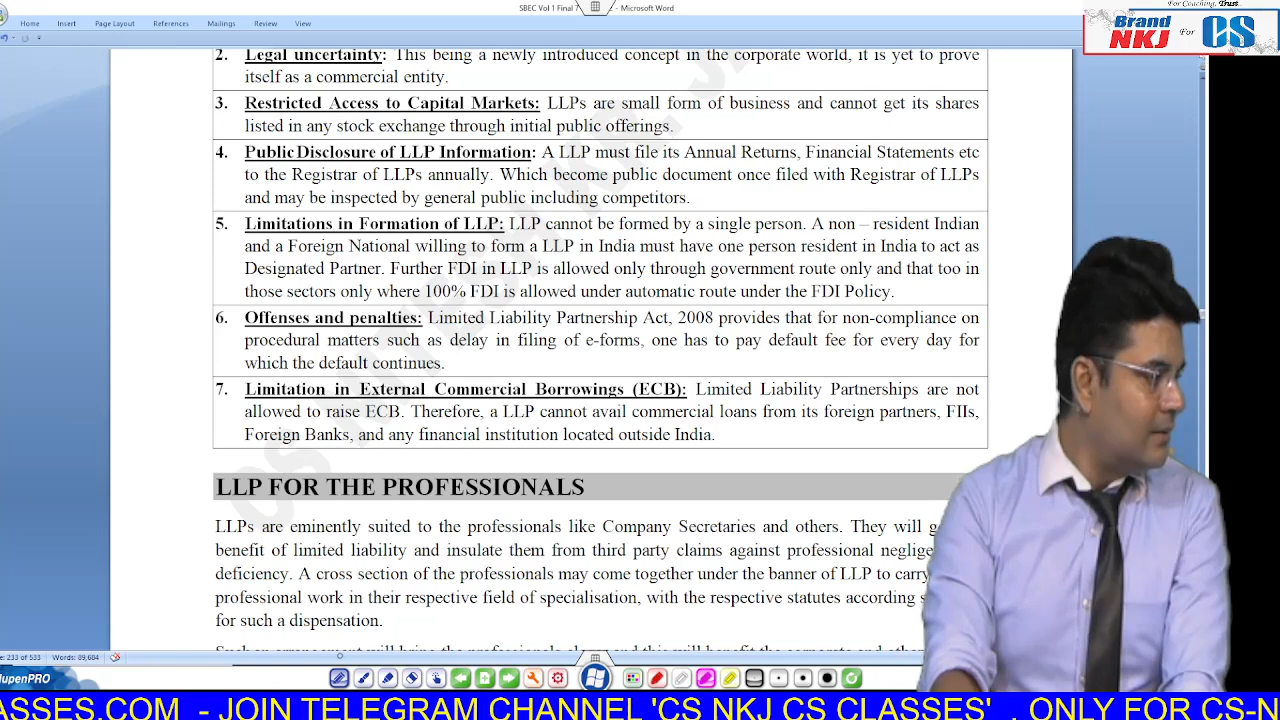 SBEC Vol 1 Final 7 - Microsoft Word
For Coaching, Trust...
Home Insert Page Layout References Mailings Review View
Brand NKJ For CS
2. Legal uncertainty: This being a newly introduced concept in the corporate world, it is yet to prove
itself as a commercial entity.
3. Restricted Access to Capital Markets: LLPs are small form of business and cannot get its shares
listed in any stock exchange through initial public offerings.
4. Public Disclosure of LLP Information: A LLP must file its Annual Returns, Financial Statements etc
to the Registrar of LLPs annually. Which become public document once filed with Registrar of LLPs
and may be inspected by general public including competitors.
5. Limitations in Formation of LLP: LLP cannot be formed by a single person. A non – resident Indian
and a Foreign National willing to form a LLP in India must have one person resident in India to act as
Designated Partner. Further FDI in LLP is allowed only through government route only and that too in
those sectors only where 100% FDI is allowed under automatic route under the FDI Policy.
6. Offenses and penalties: Limited Liability Partnership Act, 2008 provides that for non-compliance on
procedural matters such as delay in filing of e-forms, one has to pay default fee for every day for
which the default continues.
7. Limitation in External Commercial Borrowings (ECB): Limited Liability Partnerships are not
allowed to raise ECB. Therefore, a LLP cannot avail commercial loans from its foreign partners, FIIs,
Foreign Banks, and any financial institution located outside India.
LLP FOR THE PROFESSIONALS
LLPs are eminently suited to the professionals like Company Secretaries and others. They will
benefit of limited liability and insulate them from third party claims against professional
deficiency. A cross section of the professionals may come together under the banner of LLP to carry
professional work in their respective field of specialisation, with the respective statutes according
for such a dispensation.
: 233 of 533 Words: 89,684
upenPRO
ASSES.COM - JOIN TELEGRAM CHANNEL 'CS NKJ CS CLASSES' , ONLY FOR CS-N